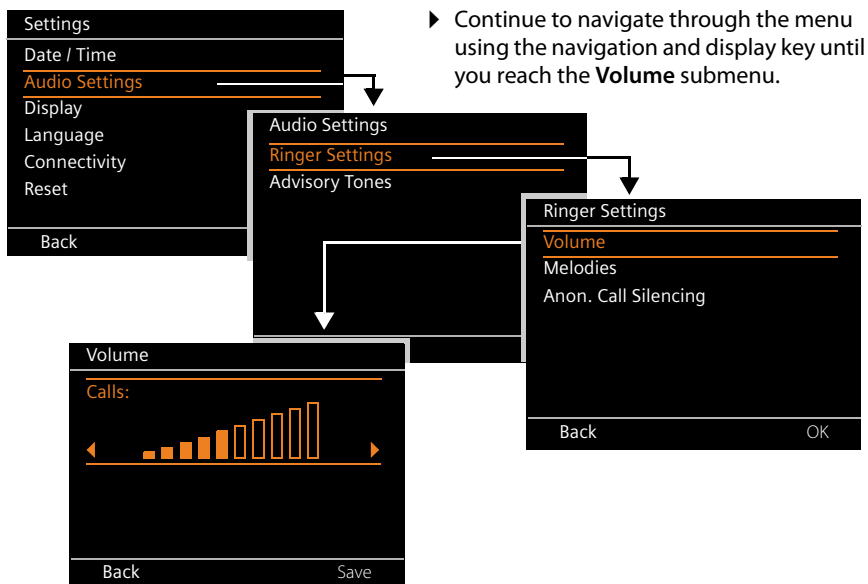 Settings
Date / Time
Audio Settings
Display
Language
Connectivity
Reset
Back
▶ Continue to navigate through the menu
using the navigation and display key until
you reach the Volume submenu.
Audio Settings
Ringer Settings
Advisory Tones
Ringer Settings
Volume
Melodies
Anon. Call Silencing
Back OK
Volume
Calls:
Back Save